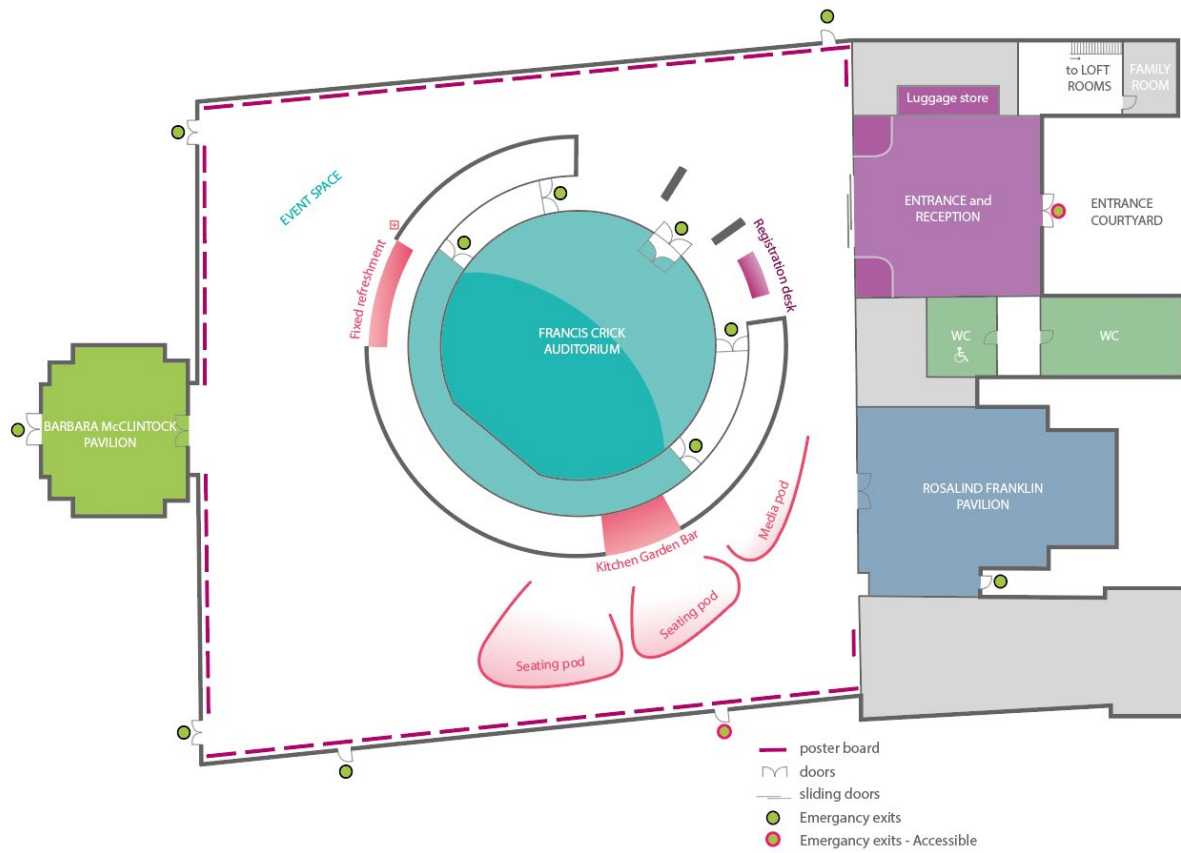 to LOFT
ROOMS
FAMILY
ROOM
Luggage store
EVENT SPACE
ENTRANCE and
RECEPTION
ENTRANCE
COURTYARD
Fixed refreshment
Registration desk
FRANCIS CRICK
AUDITORIUM
WC
WC
BARBARA McCLINTOCK
PAVILION
ROSALIND FRANKLIN
PAVILION
Media pod
Kitchen Garden Bar
Seating pod
Seating pod
poster board
doors
sliding doors
Emergancy exits
Emergancy exits - Accessible